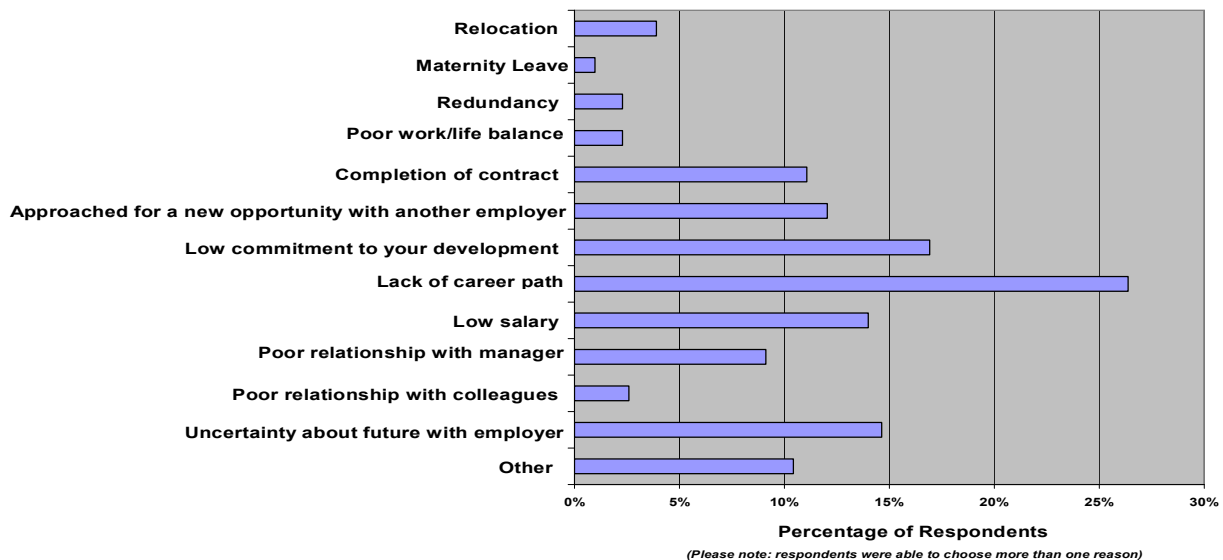 Relocation
Maternity Leave
Redundancy
Poor work/life balance
Completion of contract
Approached for a new opportunity with another employer
Low commitment to your development
Lack of career path
Low salary
Poor relationship with manager
Poor relationship with colleagues
Uncertainty about future with employer
Other
0% 5% 10% 15% 20% 25% 30%
Percentage of Respondents
(Please note: respondents were able to choose more than one reason)